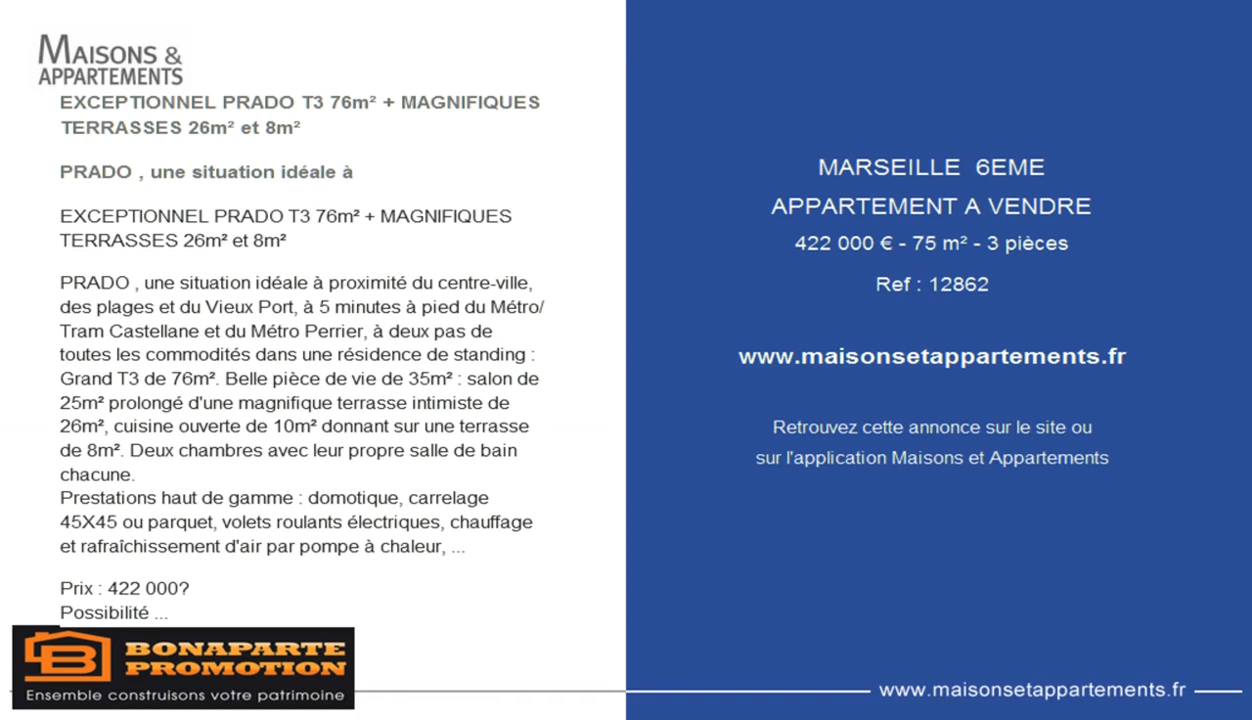 MAISONS &
APPARTEMENTS
EXCEPTIONNEL PRADO T3 76m² + MAGNIFIQUES
TERRASSES 26m² et 8m²
PRADO , une situation idéale à
EXCEPTIONNEL PRADO T3 76m² + MAGNIFIQUES
TERRASSES 26m² et 8m²
PRADO , une situation idéale à proximité du centre-ville,
des plages et du Vieux Port, à 5 minutes à pied du Métro/
Tram Castellane et du Métro Perrier, à deux pas de
toutes les commodités dans une résidence de standing :
Grand T3 de 76m². Belle pièce de vie de 35m² : salon de
25m² prolongé d'une magnifique terrasse intimiste de
26m², cuisine ouverte de 10m² donnant sur une terrasse
de 8m². Deux chambres avec leur propre salle de bain
chacune.
Prestations haut de gamme : domotique, carrelage
45X45 ou parquet, volets roulants électriques, chauffage
et rafraîchissement d'air par pompe à chaleur, ...
Prix : 422 000?
Possibilité ...
BONAPARTE
PROMOTION
Ensemble construisons votre patrimoine
MARSEILLE 6EME
APPARTEMENT A VENDRE
422 000 € - 75 m² - 3 pièces
Ref : 12862
www.maisonsetappartements.fr
Retrouvez cette annonce sur le site ou
sur l'application Maisons et Appartements
www.maisonsetappartements.fr